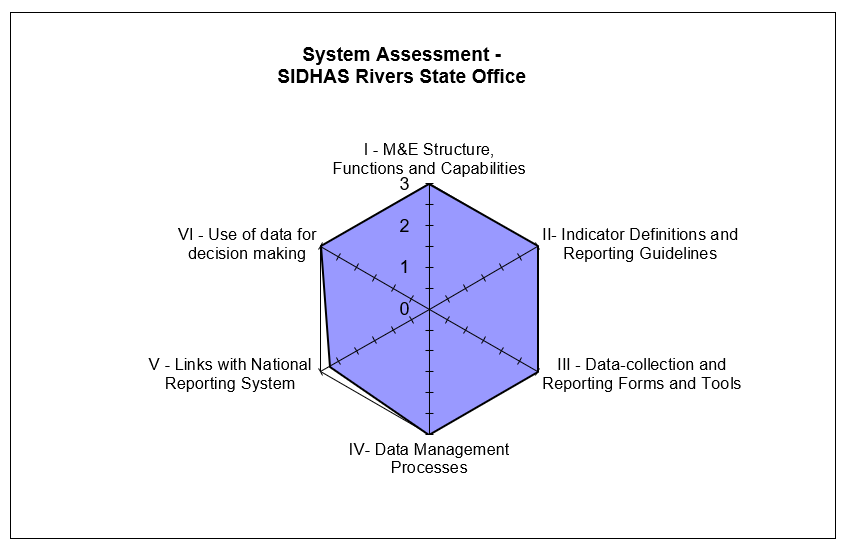 System Assessment -
SIDHAS Rivers State Office
I - M&E Structure,
Functions and Capabilities
3
2
1
0
II- Indicator Definitions and
Reporting Guidelines
III - Data-collection and
Reporting Forms and Tools
IV- Data Management
Processes
V - Links with National
Reporting System
VI - Use of data for
decision making